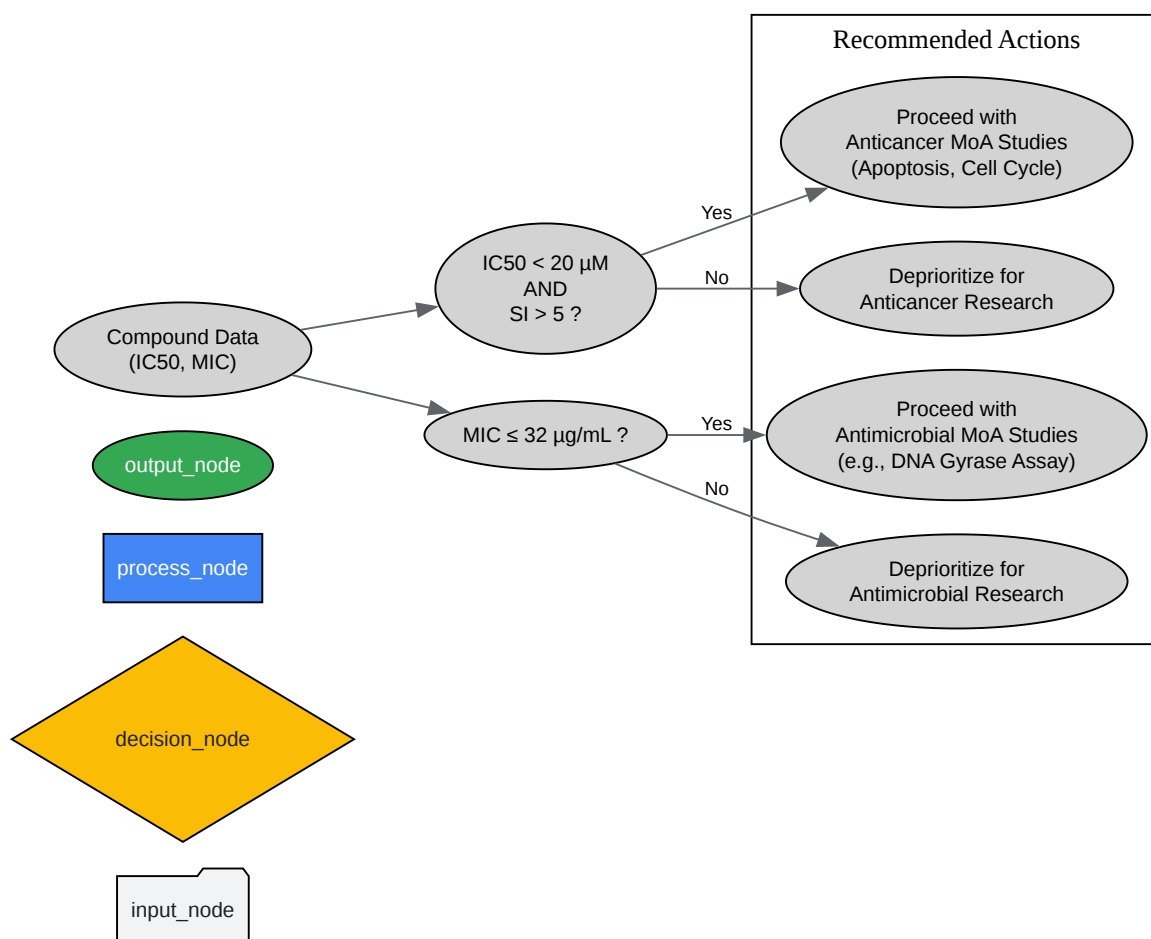 Recommended Actions
Proceed with
Anticancer MoA Studies
(Apoptosis, Cell Cycle)
Yes
IC50 < 20 µM
AND
SI > 5 ?
No
Deprioritize for
Anticancer Research
Compound Data
(IC50, MIC)
MIC ≤ 32 µg/mL ?
Yes
Proceed with
Antimicrobial MoA Studies
(e.g., DNA Gyrase Assay)
No
Deprioritize for
Antimicrobial Research
output_node
process_node
decision_node
input_node